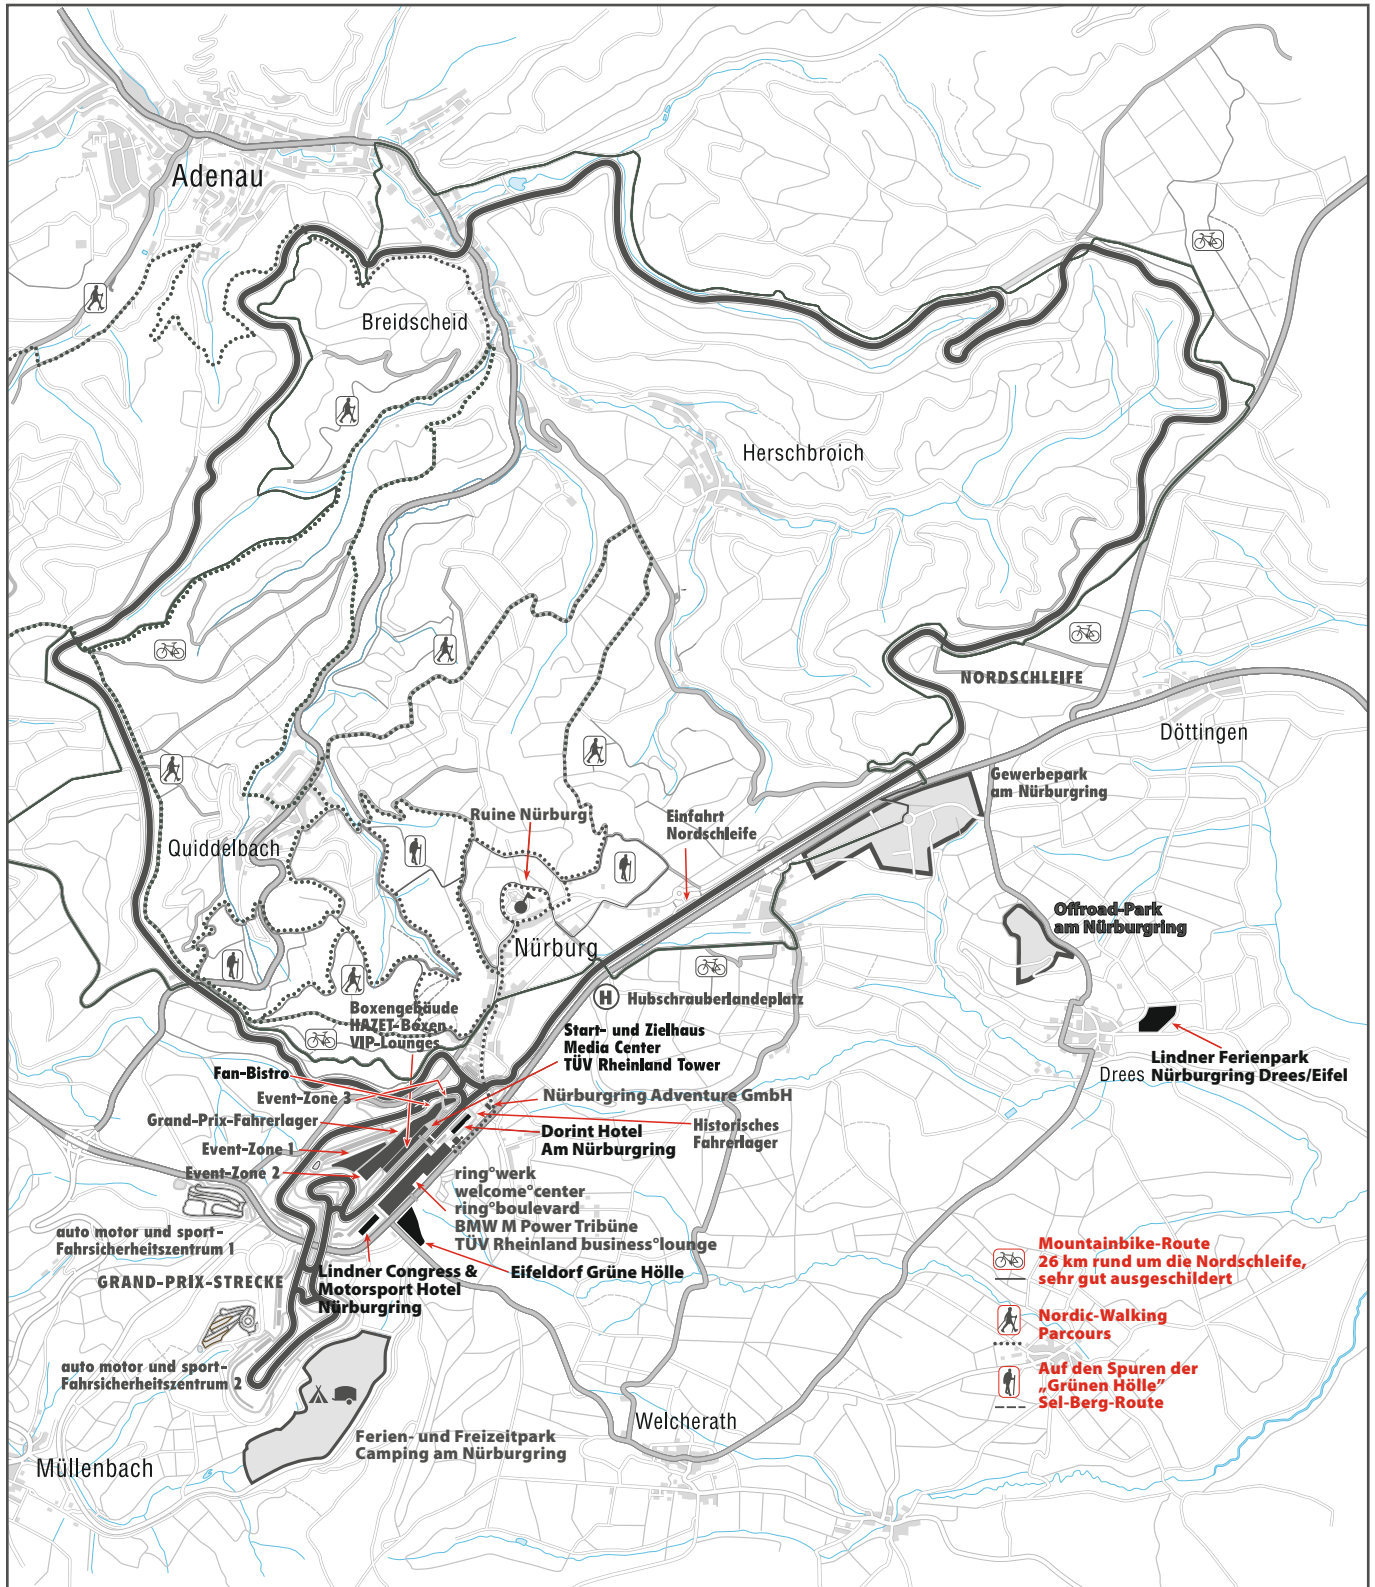 Adenau
Breidscheid
Herschbroich
NORDSCHLEIFE
Döttingen
Gewerbepark
am Nürburgring
Ruine Nürburg
Einfahrt
Nordschleife
Quiddelbach
Offroad-Park
am Nürburgring
Nürburg
H
Hubschrauberlandeplatz
Boxengebäude
HAZET-Boxen
VIP-Lounges
Start- und Zielhaus
Media Center
TÜV Rheinland Tower
Lindner Ferienpark
Nürburgring Drees/Eifel
Drees
Fan-Bistro
Event-Zone 3
Nürburgring Adventure GmbH
Grand-Prix-Fahrerlager
Historisches
Fahrerlager
Dorint Hotel
Am Nürburgring
Event-Zone 1
Event-Zone 2
ring°werk
welcome°center
ring°boulevard
BMW M Power Tribüne
TÜV Rheinland business°lounge
auto motor und sport-
Fahrsicherheitszentrum 1
GRAND-PRIX-STRECKE
Lindner Congress &
Motorsport Hotel
Nürburgring
Eifeldorf Grüne Hölle
Mountainbike-Route
26 km rund um die Nordschleife,
sehr gut ausgeschildert
Nordic-Walking
Parcours
auto motor und sport-
Fahrsicherheitszentrum 2
Auf den Spuren der
„Grünen Hölle”
Sel-Berg-Route
Ferien- und Freizeitpark
Camping am Nürburgring
Welcherath
Müllenbach